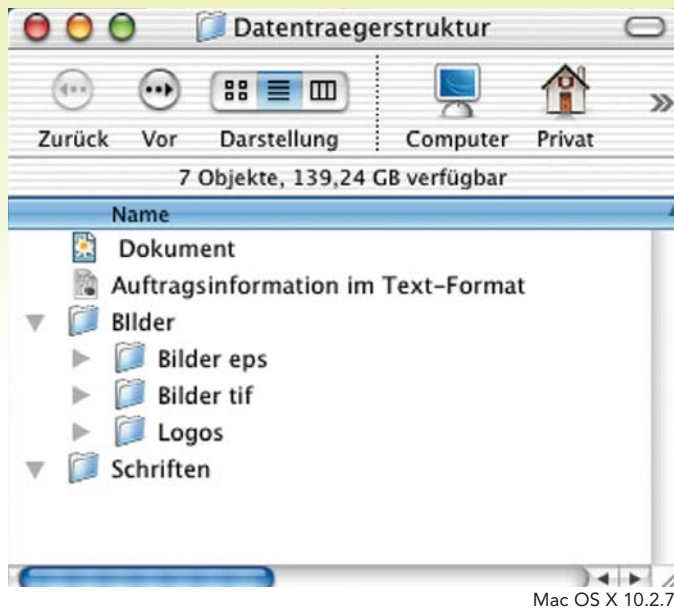 Datentraegerstruktur
Zurück Vor Darstellung Computer Privat
7 Objekte, 139,24 GB verfügbar
Name
Dokument
Auftragsinformation im Text-Format
BIlder
Bilder eps
Bilder tif
Logos
Schriften
Mac OS X 10.2.7